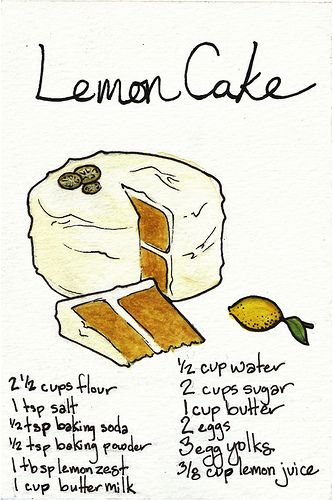 Lemon Cake
2 1/2 cups flour
1 tsp salt
1/2 tsp baking soda
1/2 tsp baking powder
1 tbsp lemon zest
1 cup buttermilk
1/2 cup water
2 cups sugar
1 cup butter
2 eggs
3 egg yolks
3/8 cup lemon juice